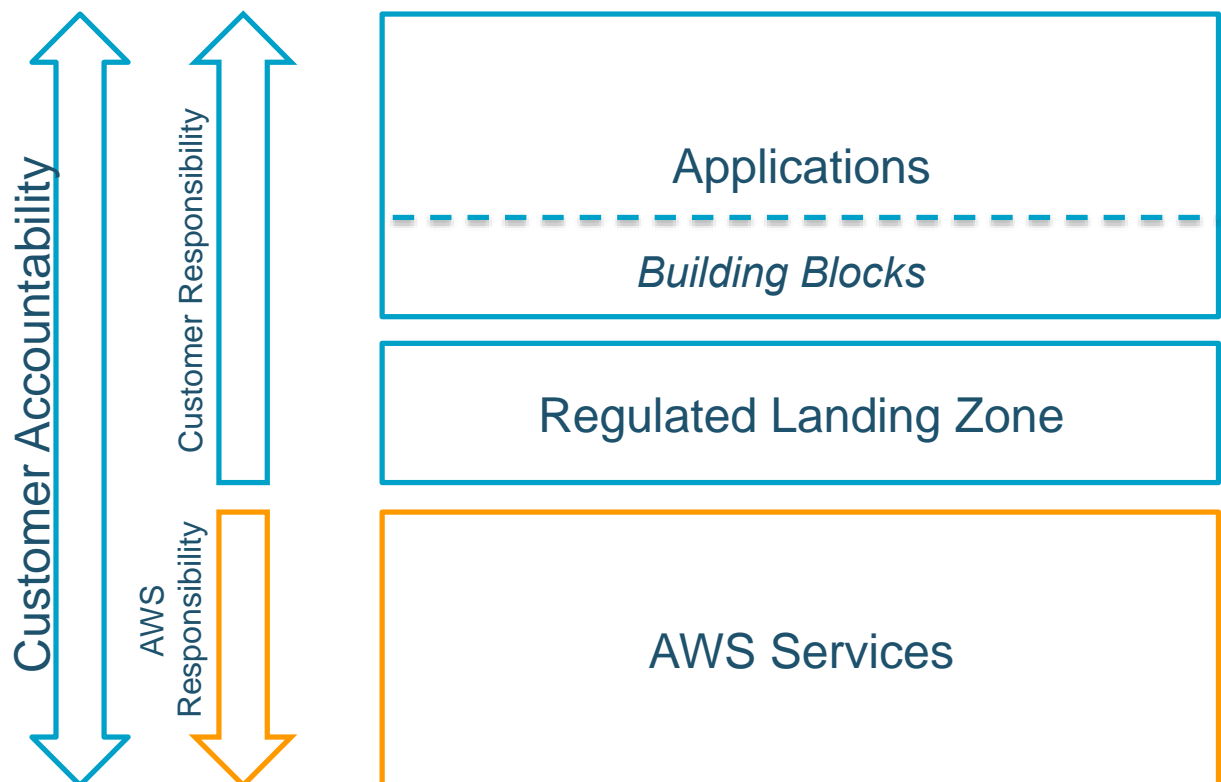 Customer Accountability
Customer Responsibility
AWS
Responsibility
Applications
Building Blocks
Regulated Landing Zone
AWS Services